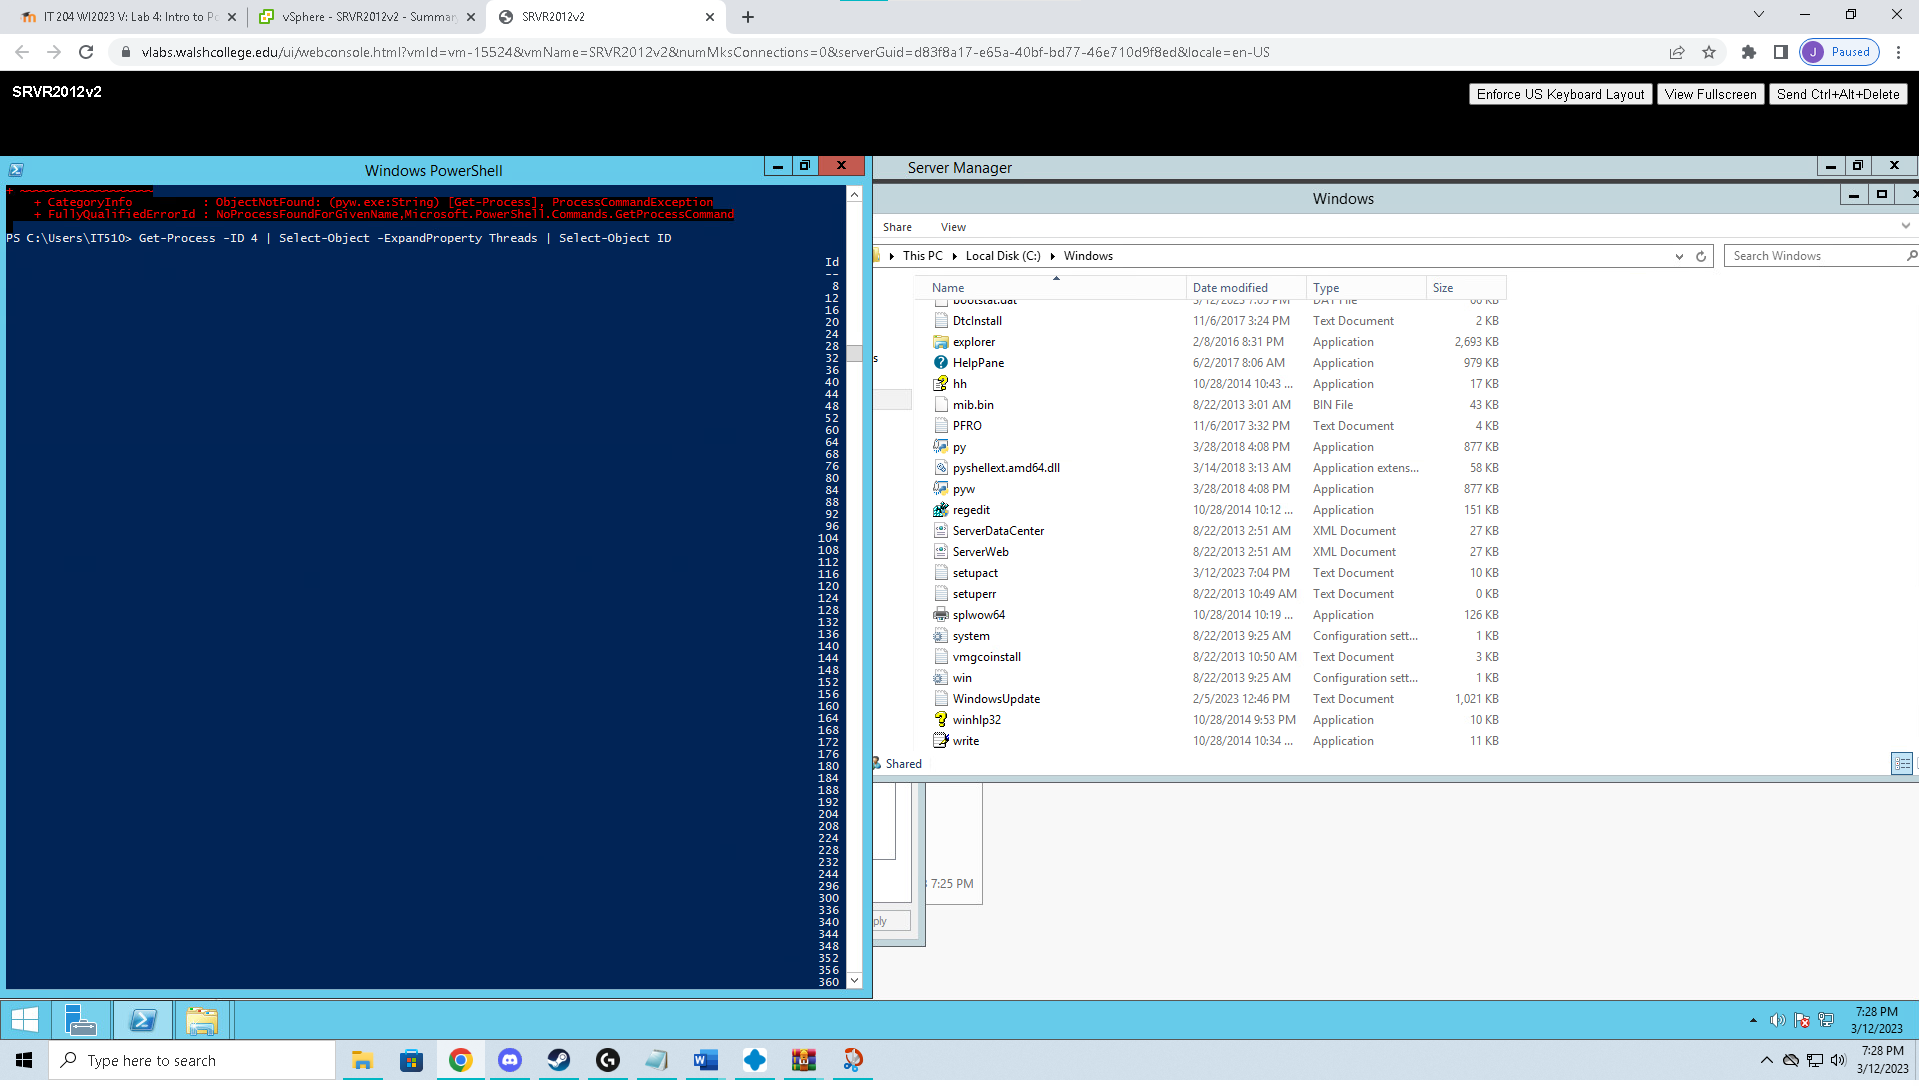 IT 204 WI2023 V: Lab 4: Intro to Po
vSphere - SRVR2012v2 - Summary
SRVR2012v2
vlabs.walshcollege.edu/ui/webconsole.html?vmId=vm-15524&vmName=SRVR2012v2&numMksConnections=0&serverGuid=d83f8a17-e65a-40bf-bd77-46e710d9f8ed&locale=en-US
J Paused
SRVR2012v2
Enforce US Keyboard Layout
View Fullscreen
Send Ctrl+Alt+Delete
Windows PowerShell
+ ~~~~~~~~~~~~~~~~~~~
+ CategoryInfo : ObjectNotFound: (pyw.exe:String) [Get-Process], ProcessCommandException
+ FullyQualifiedErrorId : NoProcessFoundForGivenName,Microsoft.PowerShell.Commands.GetProcessCommand
PS C:\Users\IT510> Get-Process -ID 4 | Select-Object -ExpandProperty Threads | Select-Object ID
Id
--
8
12
16
20
24
28
32
36
40
44
48
52
60
64
68
76
80
84
88
92
96
104
108
112
116
120
124
128
132
136
140
144
148
152
156
160
164
168
172
176
180
184
188
192
204
208
224
228
232
244
296
300
336
340
344
348
352
356
360
Server Manager
Windows
Share View
This PC Local Disk (C:) Windows
Search Windows
Name Date modified Type Size
bootstat.dat 3/12/2023 7:03 PM DAT File 66 KB
DtcInstall 11/6/2017 3:24 PM Text Document 2 KB
explorer 2/8/2016 8:31 PM Application 2,693 KB
HelpPane 6/2/2017 8:06 AM Application 979 KB
hh 10/28/2014 10:43 ... Application 17 KB
mib.bin 8/22/2013 3:01 AM BIN File 43 KB
PFRO 11/6/2017 3:32 PM Text Document 4 KB
py 3/28/2018 4:08 PM Application 877 KB
pyshellext.amd64.dll 3/14/2018 3:13 AM Application extens... 58 KB
pyw 3/28/2018 4:08 PM Application 877 KB
regedit 10/28/2014 10:12 ... Application 151 KB
ServerDataCenter 8/22/2013 2:51 AM XML Document 27 KB
ServerWeb 8/22/2013 2:51 AM XML Document 27 KB
setupact 3/12/2023 7:04 PM Text Document 10 KB
setuperr 8/22/2013 10:49 AM Text Document 0 KB
splwow64 10/28/2014 10:19 ... Application 126 KB
system 8/22/2013 9:25 AM Configuration sett... 1 KB
vmgcoinstall 8/22/2013 10:50 AM Text Document 3 KB
win 8/22/2013 9:25 AM Configuration sett... 1 KB
WindowsUpdate 2/5/2023 12:46 PM Text Document 1,021 KB
winhlp32 10/28/2014 9:53 PM Application 10 KB
write 10/28/2014 10:34 ... Application 11 KB
s
Shared
7:25 PM
ply
7:28 PM
3/12/2023
Type here to search
7:28 PM
3/12/2023